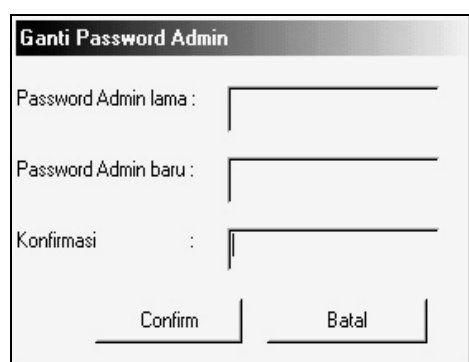 Ganti Password Admin
Password Admin lama :
Password Admin baru :
Konfirmasi :
Confirm Batal